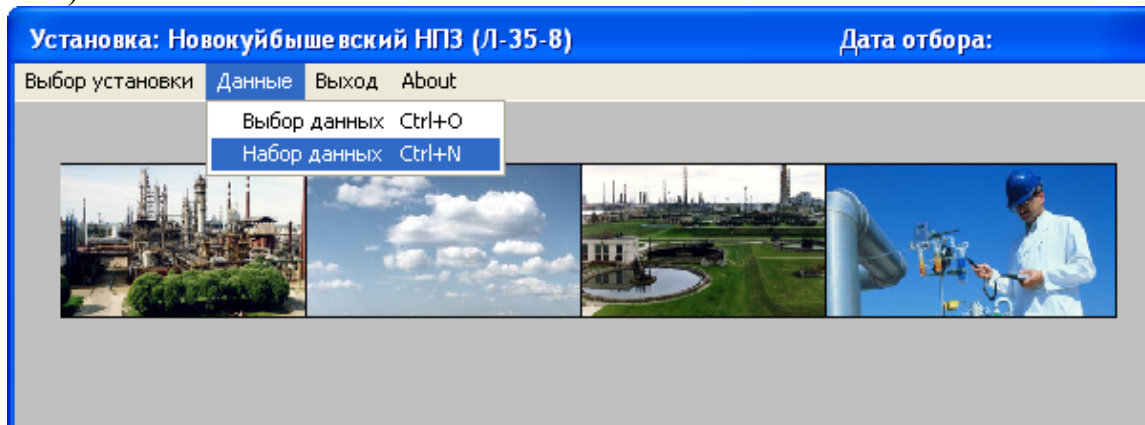 Установка: Новокуйбышевский НПЗ (Л-35-8) Дата отбора:
Выбор установки Данные Выход About
Выбор данных Ctrl+O
Набор данных Ctrl+N